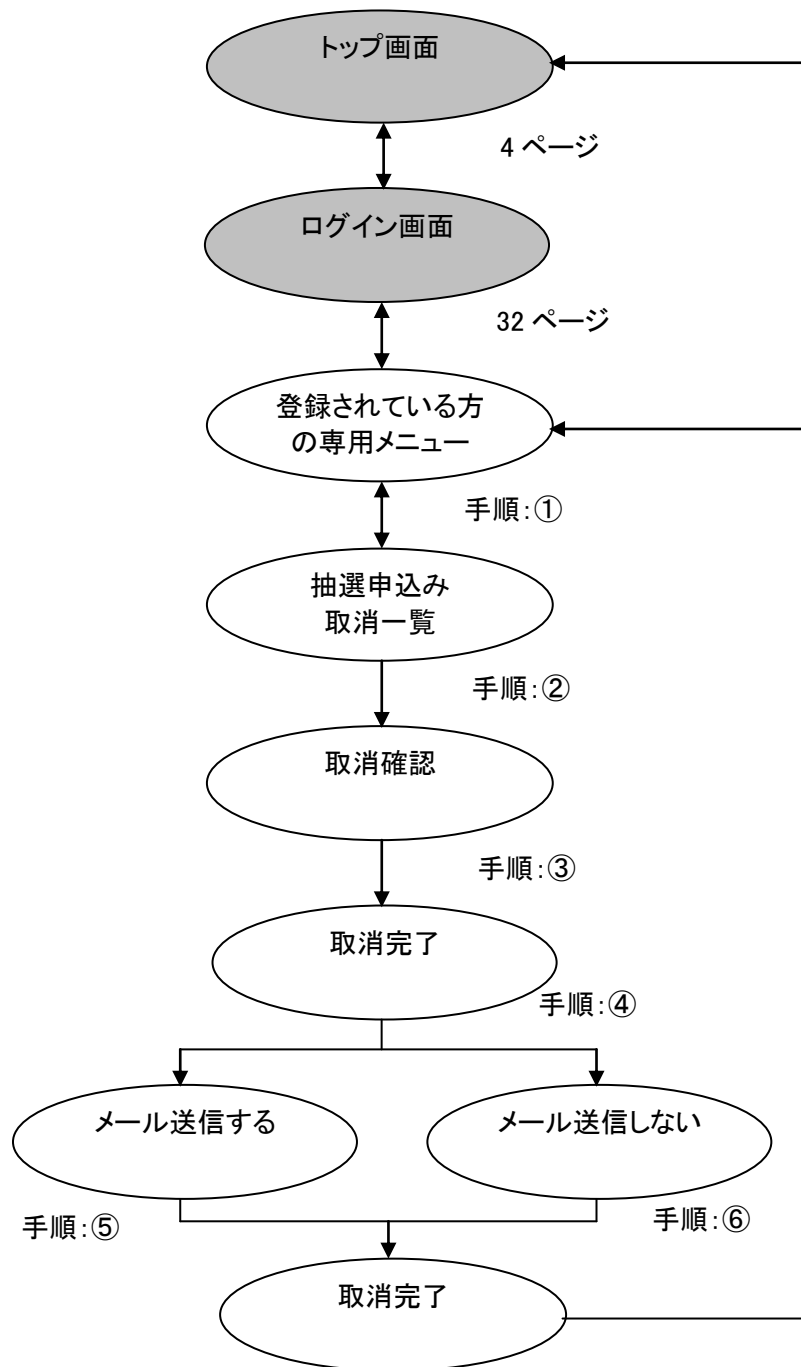 トップ画面
4 ページ
ログイン画面
32 ページ
登録されている方
の専用メニュー
手順:①
抽選申込み
取消一覧
手順:②
取消確認
手順:③
取消完了
手順:④
メール送信する
メール送信しない
手順:⑤
手順:⑥
取消完了